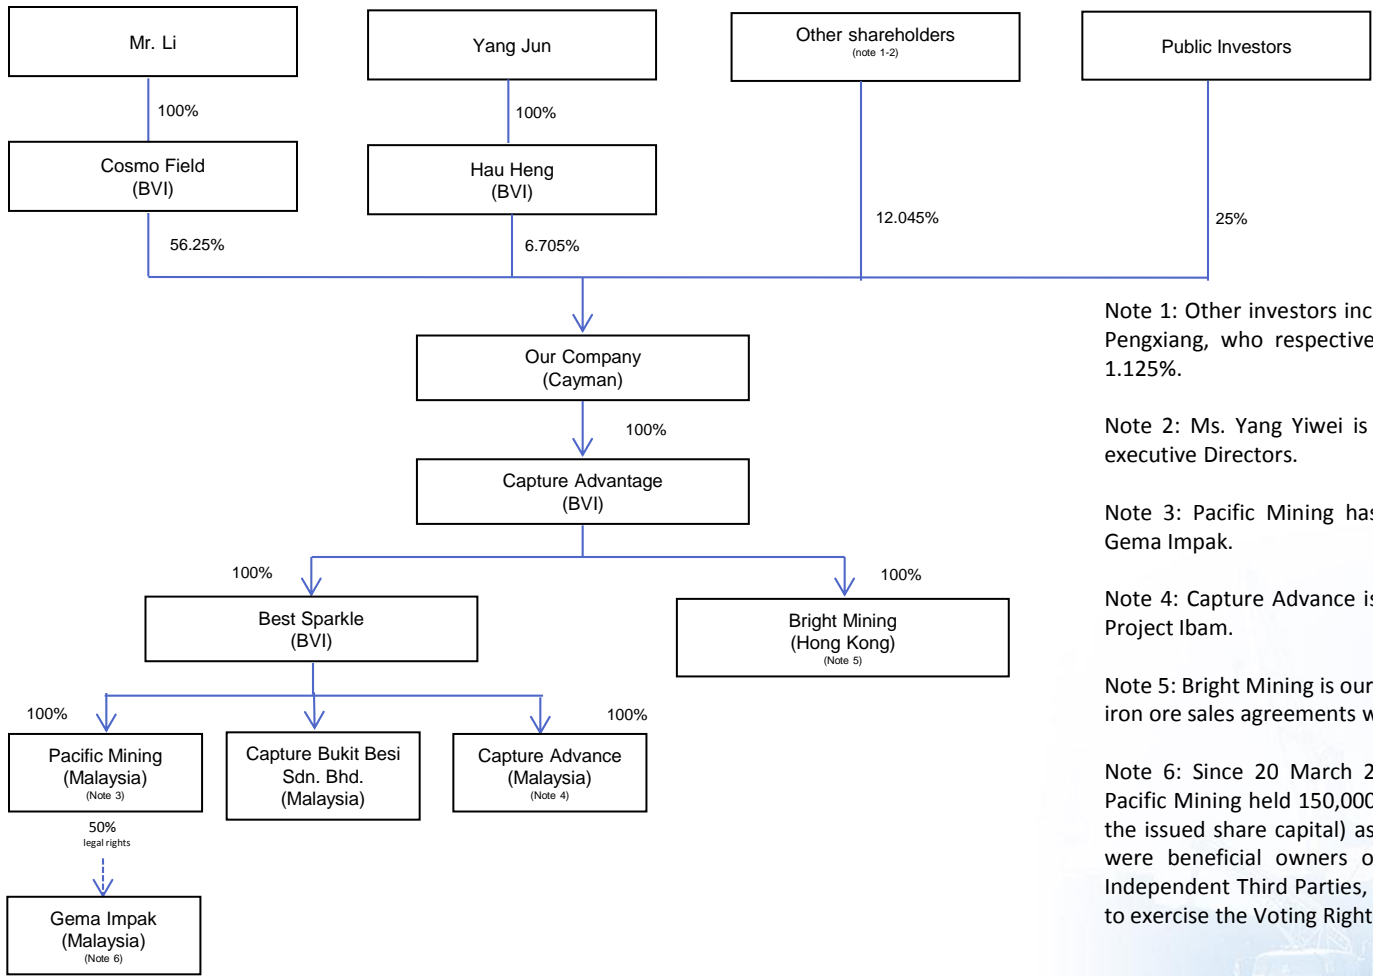 Mr. Li
Yang Jun
Other shareholders
(note 1-2)
Public Investors
100%
100%
Cosmo Field
(BVI)
Hau Heng
(BVI)
12.045%
25%
56.25%
6.705%
Our Company
(Cayman)
100%
Capture Advantage
(BVI)
100%
100%
Best Sparkle
(BVI)
Bright Mining
(Hong Kong)
(Note 5)
100%
100%
Pacific Mining
(Malaysia)
(Note 3)
Capture Bukit Besi
Sdn. Bhd.
(Malaysia)
Capture Advance
(Malaysia)
(Note 4)
50%
legal rights
Gema Impak
(Malaysia)
(Note 6)
Note 1: Other investors inc
Pengxiang, who respective
1.125%.
Note 2: Ms. Yang Yiwei is
executive Directors.
Note 3: Pacific Mining has
Gema Impak.
Note 4: Capture Advance is
Project Ibam.
Note 5: Bright Mining is our
iron ore sales agreements w
Note 6: Since 20 March 2
Pacific Mining held 150,000
the issued share capital) as
were beneficial owners o
Independent Third Parties,
to exercise the Voting Right